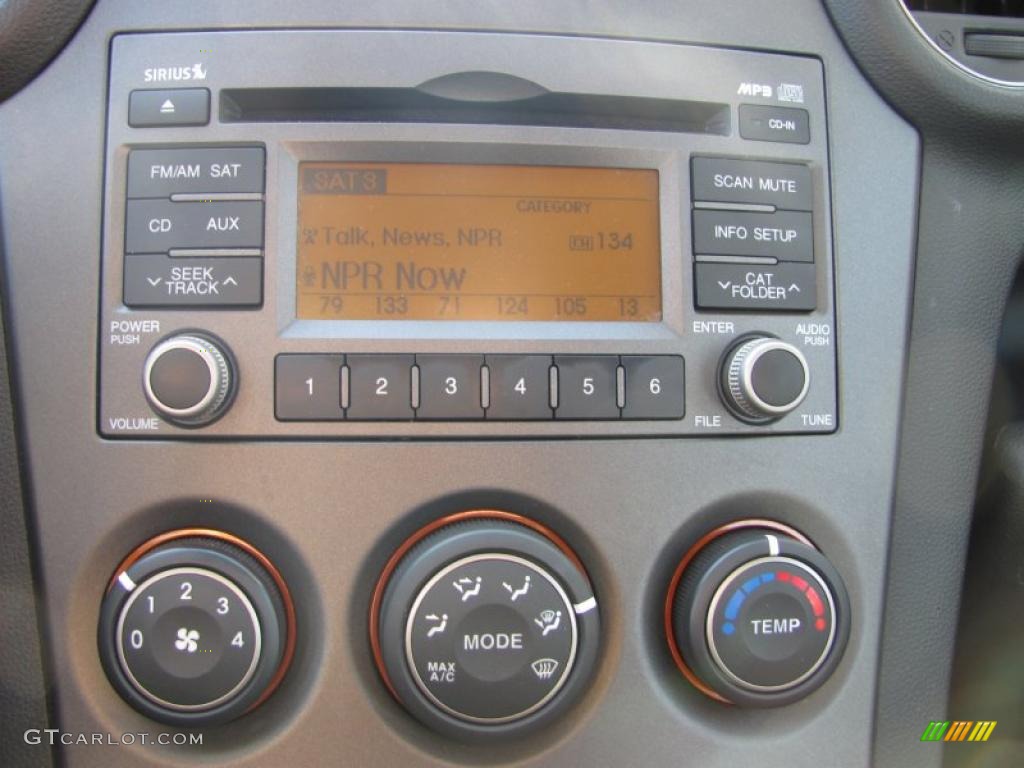 SIRIUS
MP3
CD-IN
FM/AM SAT
CD AUX
SEEK
TRACK
SAT 3
CATEGORY
Talk, News, NPR
CH 134
NPR Now
79 133 71 124 105 13
SCAN MUTE
INFO SETUP
CAT
FOLDER
POWER
PUSH
VOLUME
1 2 3 4 5 6
ENTER
AUDIO
PUSH
FILE
TUNE
0 1 2 3 4
MODE
MAX
A/C
TEMP
GTCARLOT.COM